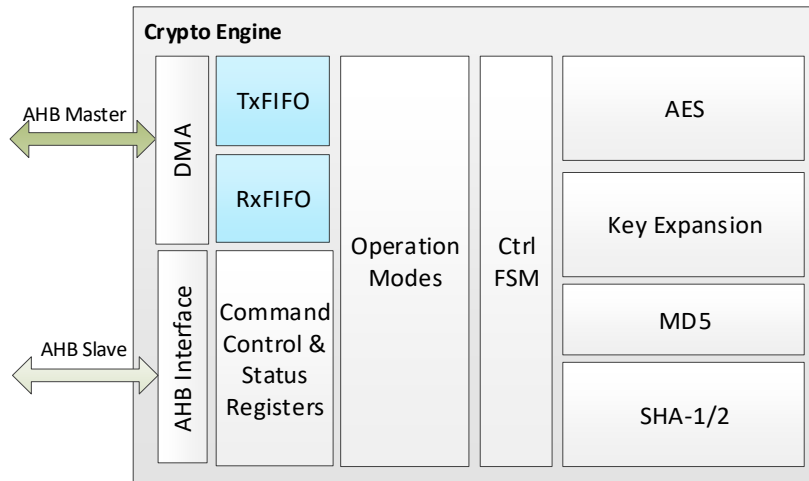 Crypto Engine
AHB Master
DMA
TxFIFO
RxFIFO
AHB Slave
AHB Interface
Command
Control &
Status
Registers
Operation
Modes
Ctrl
FSM
AES
Key Expansion
MD5
SHA-1/2